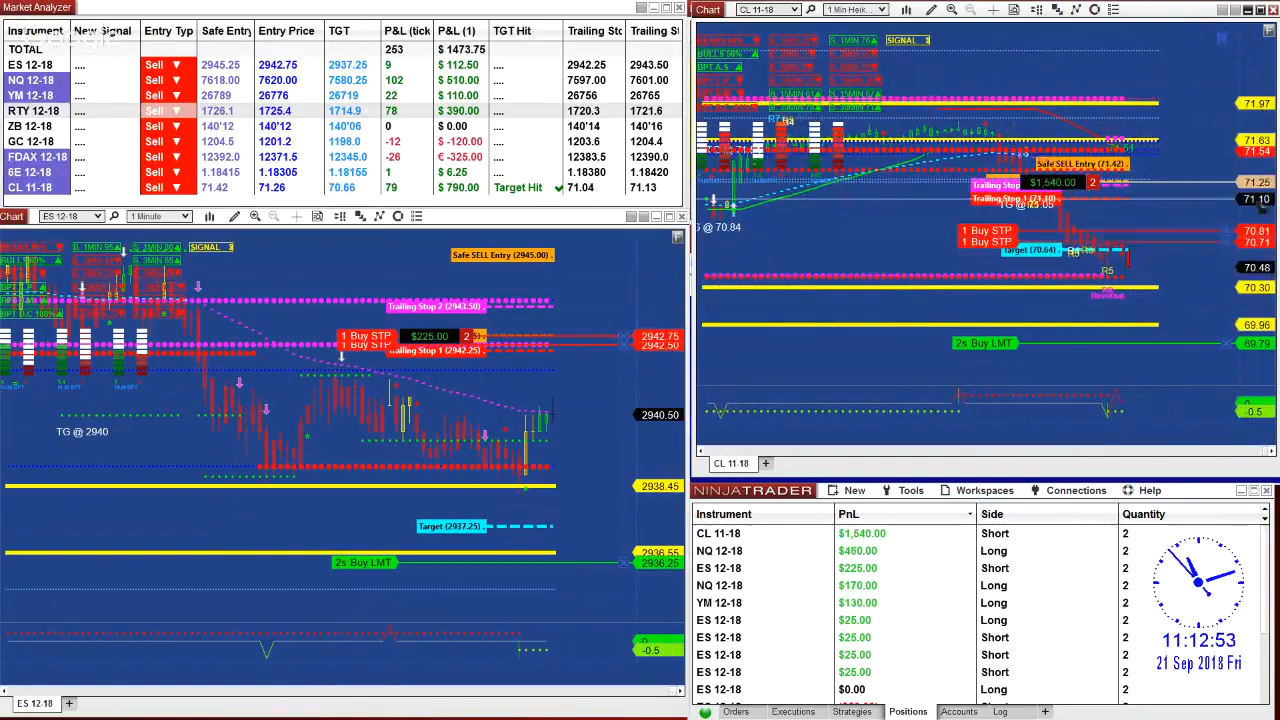 Market Analyzer
Instrument New Signal Entry Typ Safe Entry Entry Price TGT P&L (tick P&L (1) TGT Hit Trailing Sto Trailing S
TOTAL 253 $ 1473.75
ES 12-18 .... Sell 2945.25 2942.75 2937.25 9 $ 112.50 .... 2942.25 2943.50
NQ 12-18 .... Sell 7618.00 7620.00 7580.25 102 $ 510.00 .... 7597.00 7601.00
YM 12-18 .... Sell 26789 26776 26719 22 $ 110.00 .... 26756 26765
RTY 12-18 .... Sell 1726.1 1725.4 1714.9 78 $ 390.00 .... 1720.3 1721.6
ZB 12-18 .... Sell 140'12 140'12 140'06 0 $ 0.00 .... 140'14 140'16
GC 12-18 .... Sell 1204.5 1201.2 1198.0 -12 $ -120.00 .... 1203.6 1204.4
FDAX 12-18 .... Sell 12392.0 12371.5 12345.0 -26 € -325.00 .... 12383.5 12390.0
6E 12-18 .... Sell 1.18415 1.18305 1.18155 1 $ 6.25 .... 1.18380 1.18420
CL 11-18 .... Sell 71.42 71.26 70.66 79 $ 790.00 Target Hit 71.04 71.13
Chart ES 12-18 1 Minute
SIGNAL
Safe SELL Entry (2945.00)
Trailing Stop 2 (2943.50)
1 Buy STP $225.00 2 2942.75
1 Buy STP 2942.50
Trailing Stop 1 (2942.25)
2940.50
TG @ 2940
2938.45
Target (2937.25)
2936.55
2s Buy LMT 2936.25
0
-0.5
ES 12-18 +
Chart CL 11-18 1 Min Heik...
SIGNAL
71.97
71.63
71.54
Safe SELL Entry (71.42)
$1,540.00 2 71.25
Trailing Stop 1 (71.10) 71.10
TG @ 70.84
1 Buy STP 70.81
1 Buy STP 70.71
Target (70.64)
R5 70.48
Reversal 70.30
69.96
2s Buy LMT 69.79
-0.5
CL 11-18 +
NINJATRADER New Tools Workspaces Connections Help
Instrument PnL Side Quantity
CL 11-18 $1,540.00 Short 2
NQ 12-18 $460.00 Long 2
ES 12-18 $225.00 Short 2
NQ 12-18 $170.00 Long 2
YM 12-18 $130.00 Long 2
ES 12-18 $25.00 Short 2
ES 12-18 $25.00 Short 2
ES 12-18 $25.00 Short 2
ES 12-18 $25.00 Short 2
ES 12-18 $0.00 Long 2
11:12:53
21 Sep 2018 Fri
Orders Executions Strategies Positions Accounts Log +